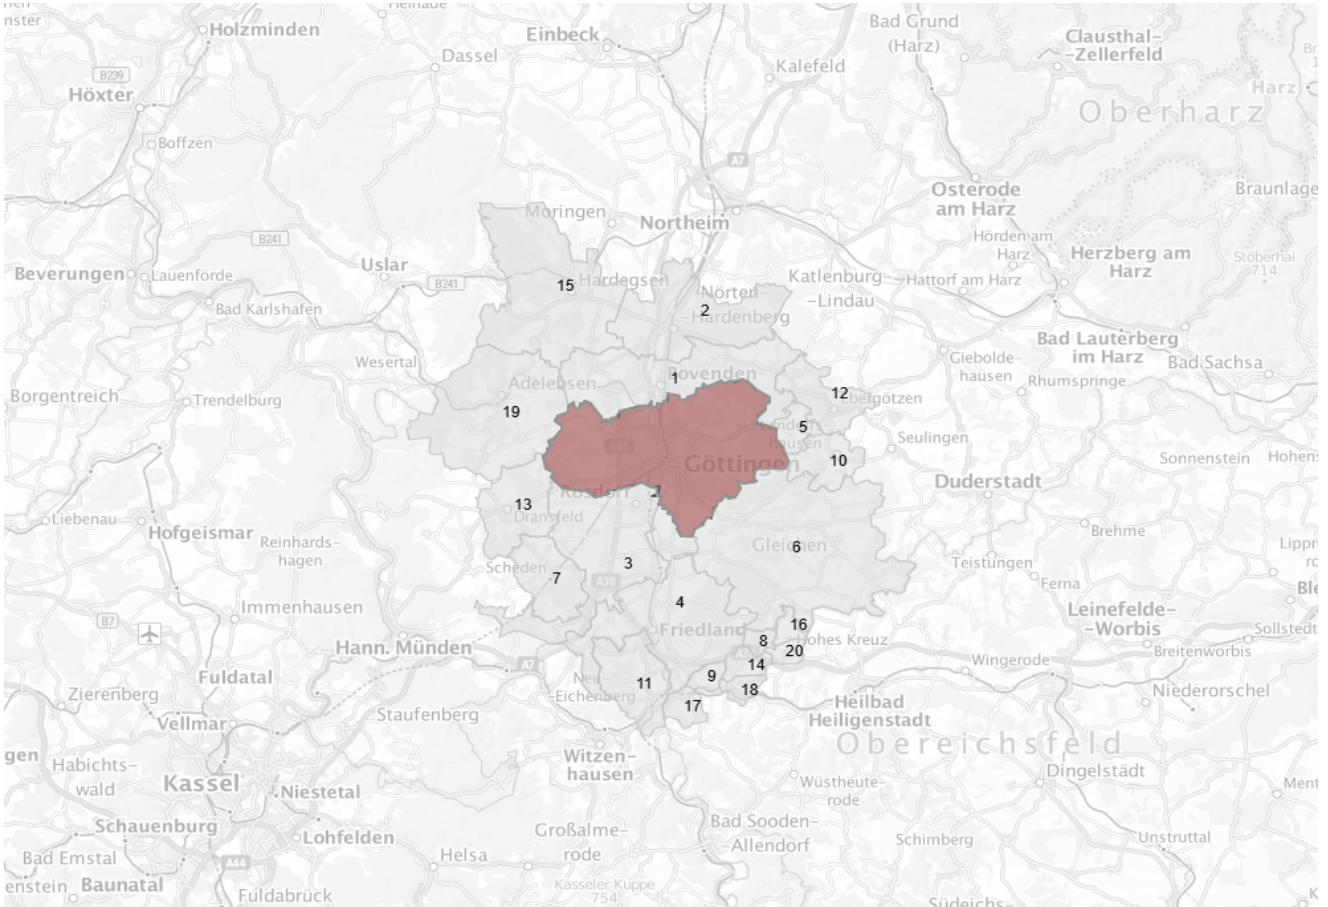 Holzminden
Einbeck
Bad Grund
(Harz)
Clausthal-
-Zellerfeld
Dassel
Kalefeld
B239
Höxter
Harz
Oberharz
Boffzen
A7
Osterode
am Harz
Braunlage
Moringen
Northeim
B241
Hörden am
Harz
Herzberg am
Harz
Stöberhai
714
Uslar
Beverungen
Lauenförde
B241
15
Hardegsen
Katlenburg-
-Lindau
Hattorf am Harz
Bad Karlshafen
2
Nörten-
-Hardenberg
Bad Lauterberg
im Harz
Wesertal
Giebolde-
hausen
Bad Sachsa
Rhumspringe
1
Bovenden
Adelebsen
12
Ebergötzen
Borgentreich
Trendelburg
19
5
hausen
Seulingen
10
Göttingen
Sonnenstein
Duderstadt
Rosdorf
13
Dransfeld
Liebenau
Hofgeismar
Brehme
Reinhards-
hagen
Gleichen
6
Teistungen
Scheden
7
3
A38
Ferna
4
Immenhausen
B7
16
Leinefelde-
-Worbis
Friedland
8
Hohes Kreuz
20
Breitenworbis
Hann. Münden
A7
14
Wingerode
Fuldatal
9
Neu-
-Eichenberg
11
18
Niederorschel
Zierenberg
17
Heilbad
Heiligenstadt
Staufenberg
Vellmar
Obereichsfeld
Witzen-
hausen
Habichts-
wald
Kassel
Niestetal
Wüstheute-
rode
Dingelstädt
Schauenburg
Lohfelden
Großalme-
rode
Bad Sooden-
-Allendorf
Schimberg
Unstruttal
Bad Emstal
A44
Helsa
Baunatal
Fuldabrück
Kasseler Kuppe
754